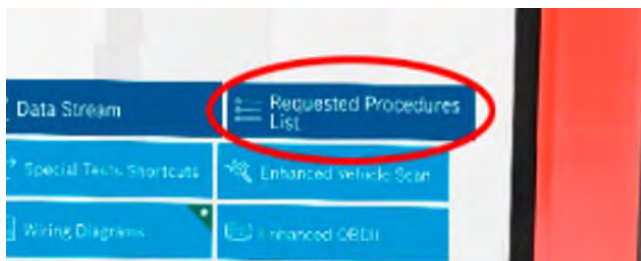 Data Stream
Requested Procedures
List
Special Tests Shortcuts
Enhanced Vehicle Scan
Wiring Diagrams
Enhanced OBDII